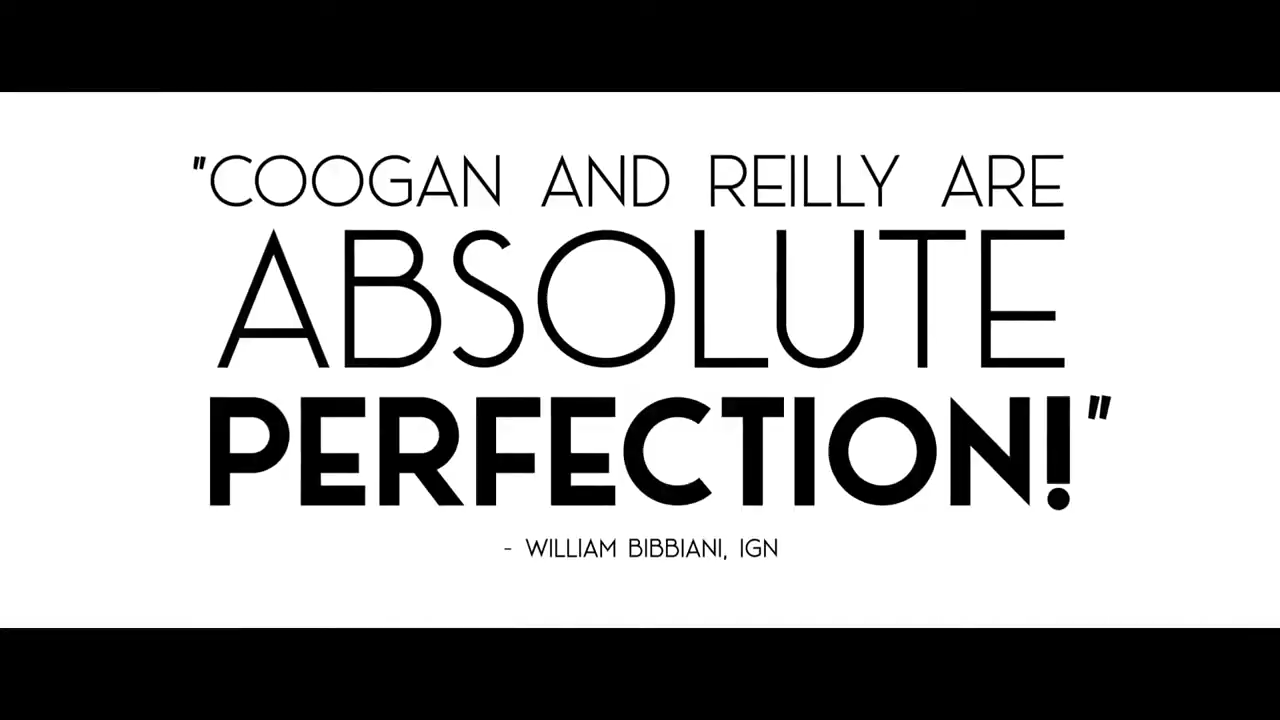 "COOGAN AND REILLY ARE
ABSOLUTE
PERFECTION!"
- WILLIAM BIBBIANI, IGN